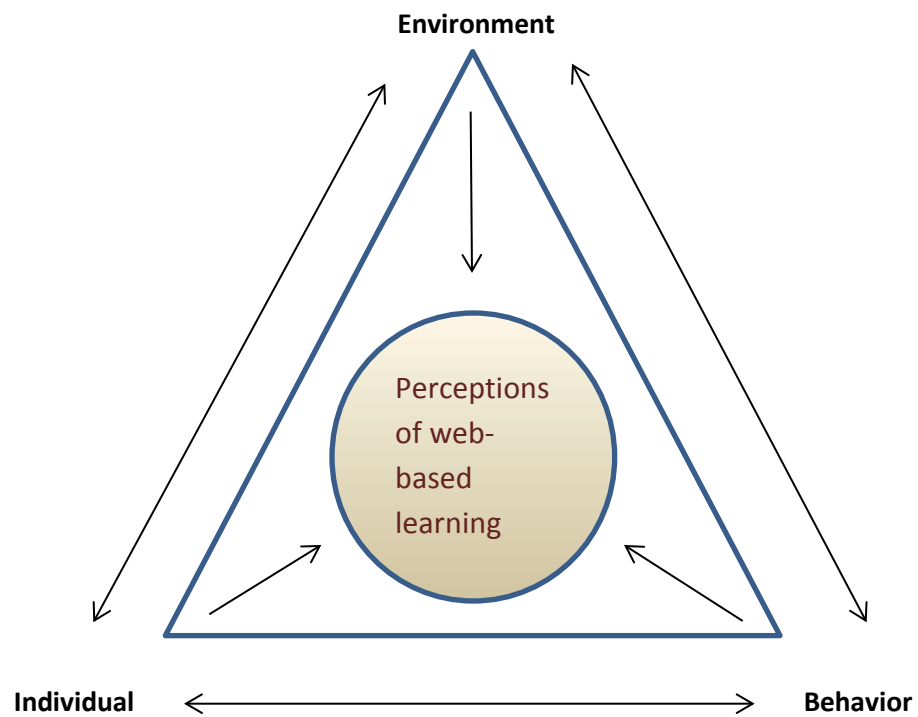 Environment
Perceptions
of web-
based
learning
Individual
Behavior